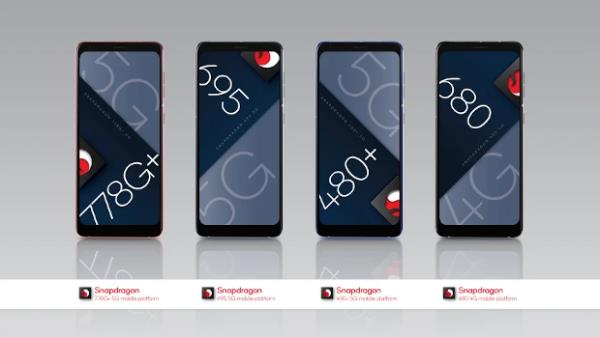 5G
778G+
695
5G
5G
480+
680
4G
Snapdragon
778G+ 5G mobile platform
Snapdragon
695 5G mobile platform
Snapdragon
480+ 5G mobile platform
Snapdragon
680 4G mobile platform